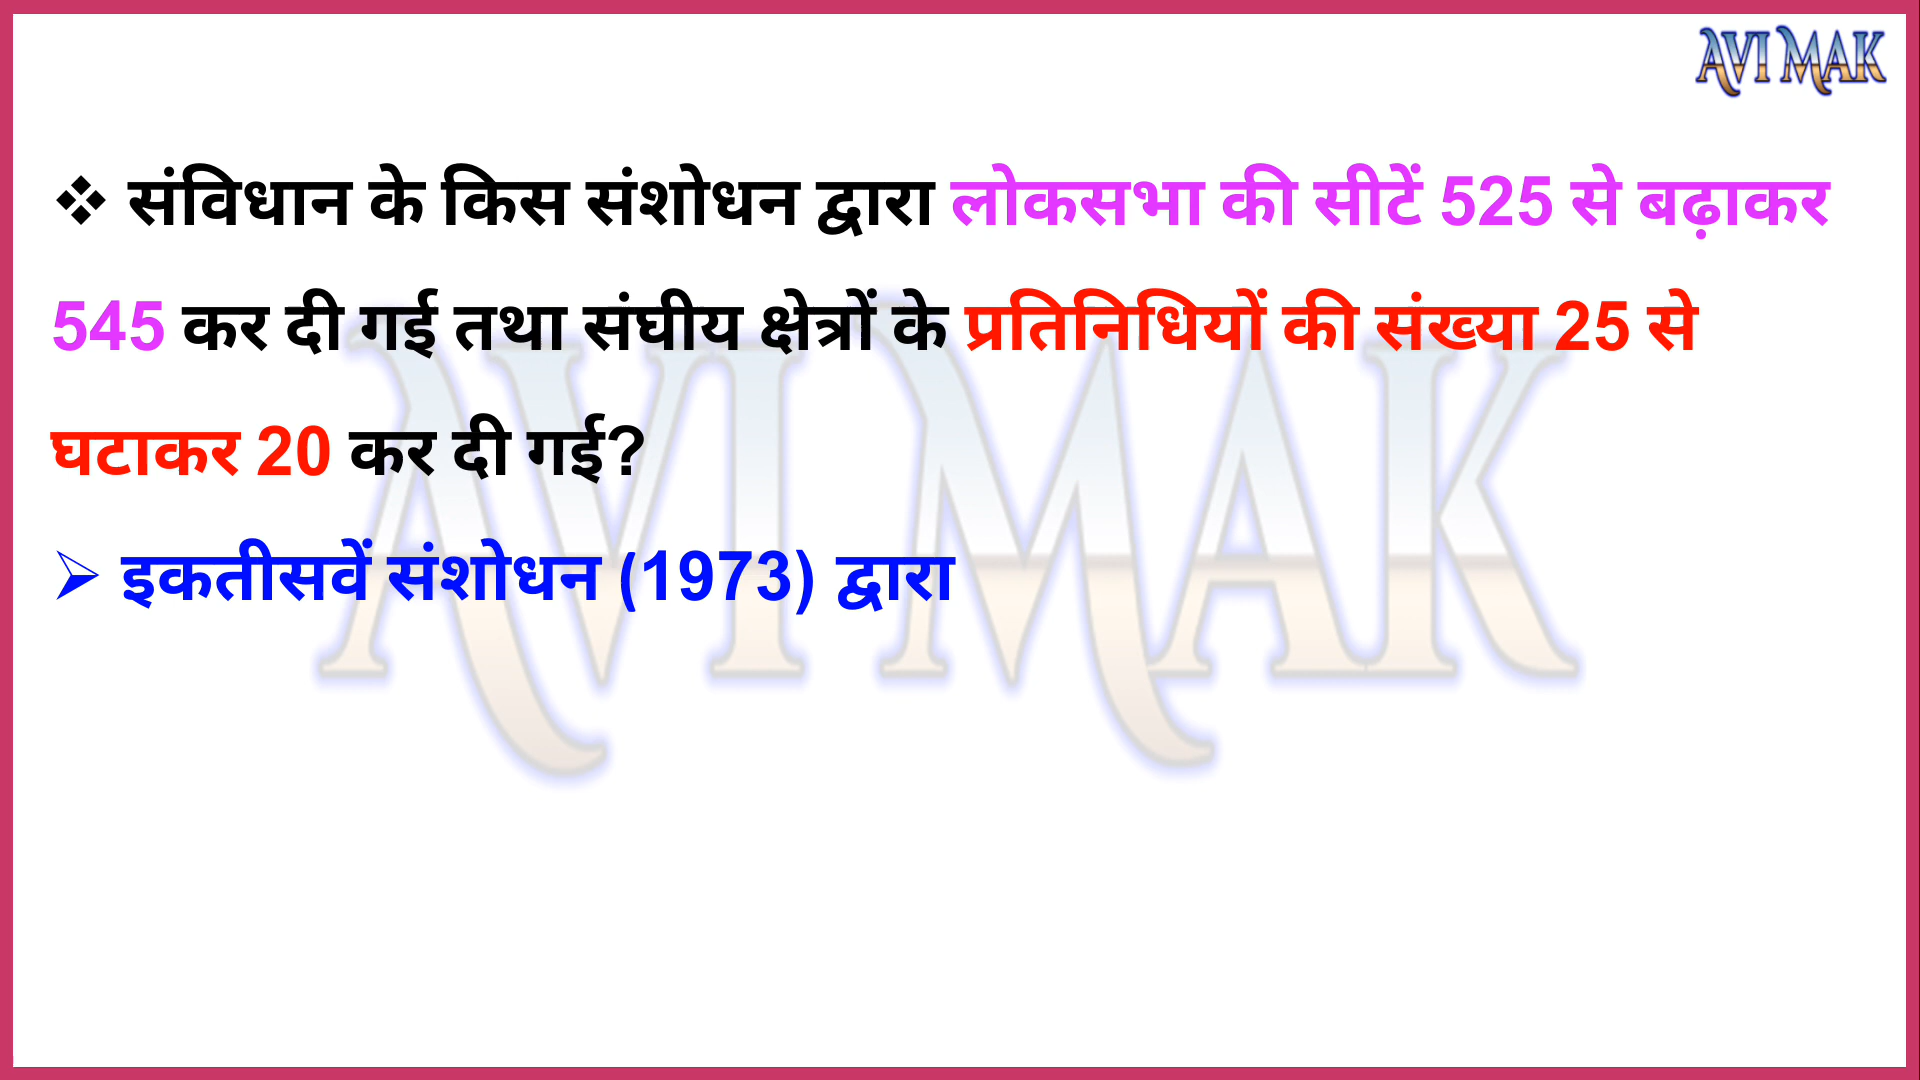 AVI MAK
❖ संविधान के किस संशोधन द्वारा लोकसभा की सीटें 525 से बढ़ाकर
545 कर दी गई तथा संघीय क्षेत्रों के प्रतिनिधियों की संख्या 25 से
घटाकर 20 कर दी गई?
➢ इकतीसवें संशोधन (1973) द्वारा
AVI MAK